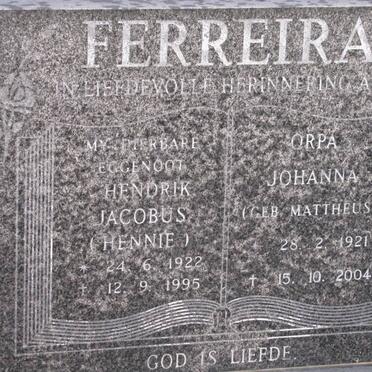 FERREIRA
IN LIEFDEVOLLE HERINNERING A
MY DIERBARE
EGGENOOT
HENDRIK
JACOBUS
(HENNIE)
* 24. 6. 1922
† 12. 9. 1995
ORPA
JOHANNA
(GEB. MATTHEUS
28. 2. 1921
† 15. 10. 2004
GOD IS LIEFDE.